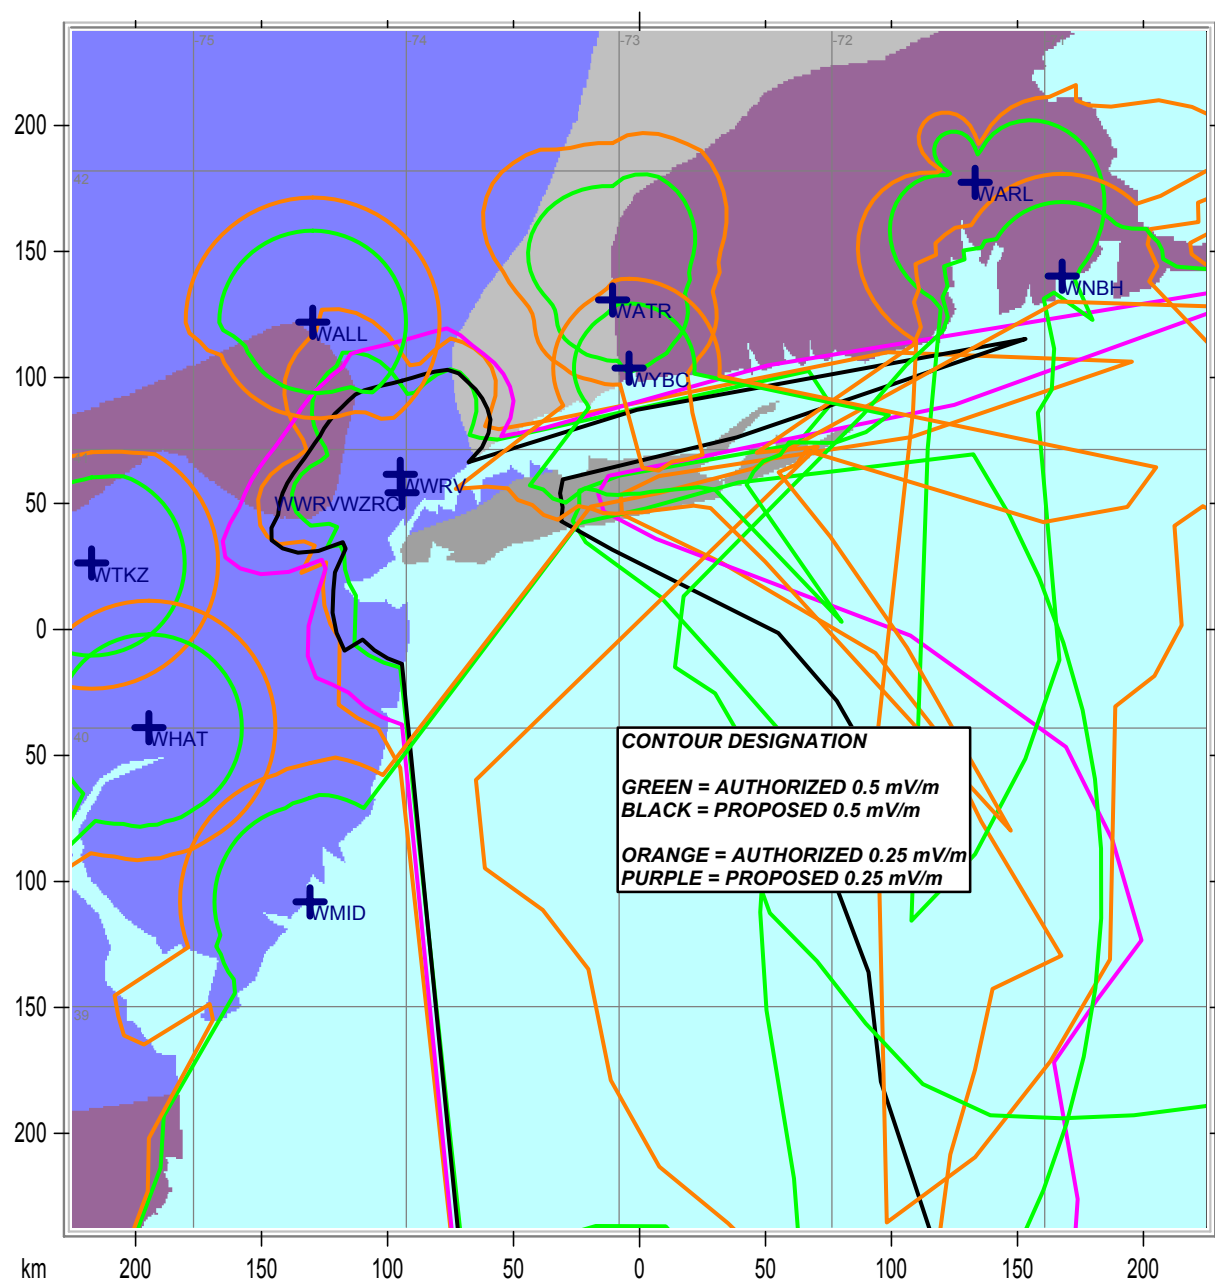 -75
-74
-73
-72
200
42
WARL
150
WNBH
WATR
WALL
100
WYBC
WWRV
WWRVWZRC
50
WTKZ
0
40
WHAT
CONTOUR DESIGNATION
50
GREEN = AUTHORIZED 0.5 mV/m
BLACK = PROPOSED 0.5 mV/m
ORANGE = AUTHORIZED 0.25 mV/m
PURPLE = PROPOSED 0.25 mV/m
100
WMID
150
39
200
km
200
150
100
50
0
50
100
150
200